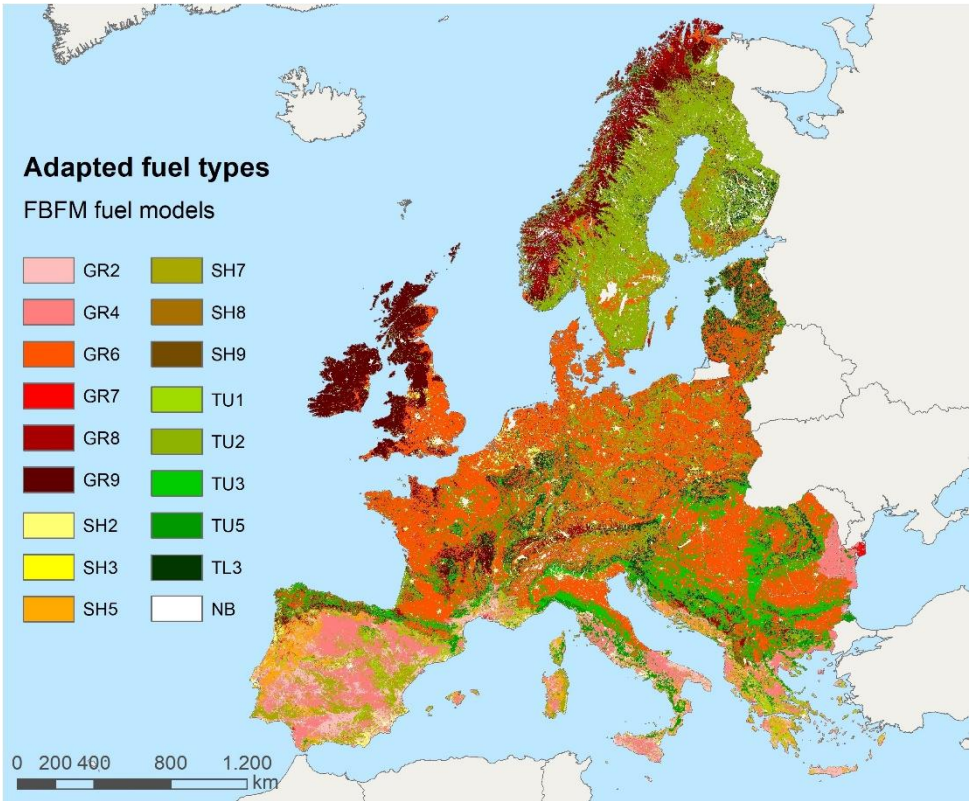 Adapted fuel types
FBFM fuel models
GR2
GR4
GR6
GR7
GR8
GR9
SH2
SH3
SH5
SH7
SH8
SH9
TU1
TU2
TU3
TU5
TL3
NB
0 200 400 800 1.200
km